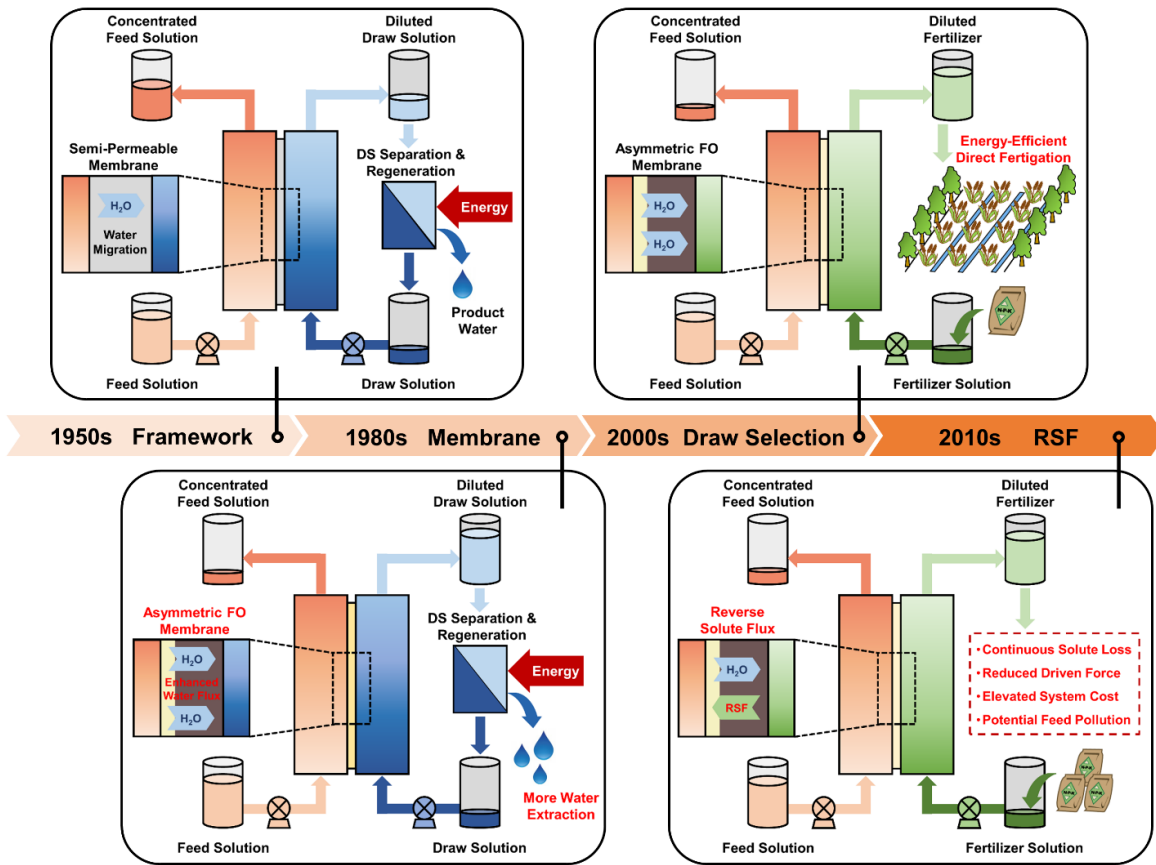 Concentrated
Feed Solution
Diluted
Draw Solution
Semi-Permeable
Membrane
H₂O
Water
Migration
DS Separation &
Regeneration
Energy
Product
Water
Feed Solution
Draw Solution
Concentrated
Feed Solution
Diluted
Fertilizer
Asymmetric FO
Membrane
H₂O
H₂O
Energy-Efficient
Direct Fertigation
N-P-K
Feed Solution
Fertilizer Solution
1950s Framework
1980s Membrane
2000s Draw Selection
2010s RSF
Concentrated
Feed Solution
Diluted
Draw Solution
Asymmetric FO
Membrane
H₂O
Enhanced
Water Flux
H₂O
DS Separation &
Regeneration
Energy
More Water
Extraction
Feed Solution
Draw Solution
Concentrated
Feed Solution
Diluted
Fertilizer
Reverse
Solute Flux
H₂O
RSF
• Continuous Solute Loss
• Reduced Driven Force
• Elevated System Cost
• Potential Feed Pollution
N-P-K
N-P-K
N-P-K
Feed Solution
Fertilizer Solution